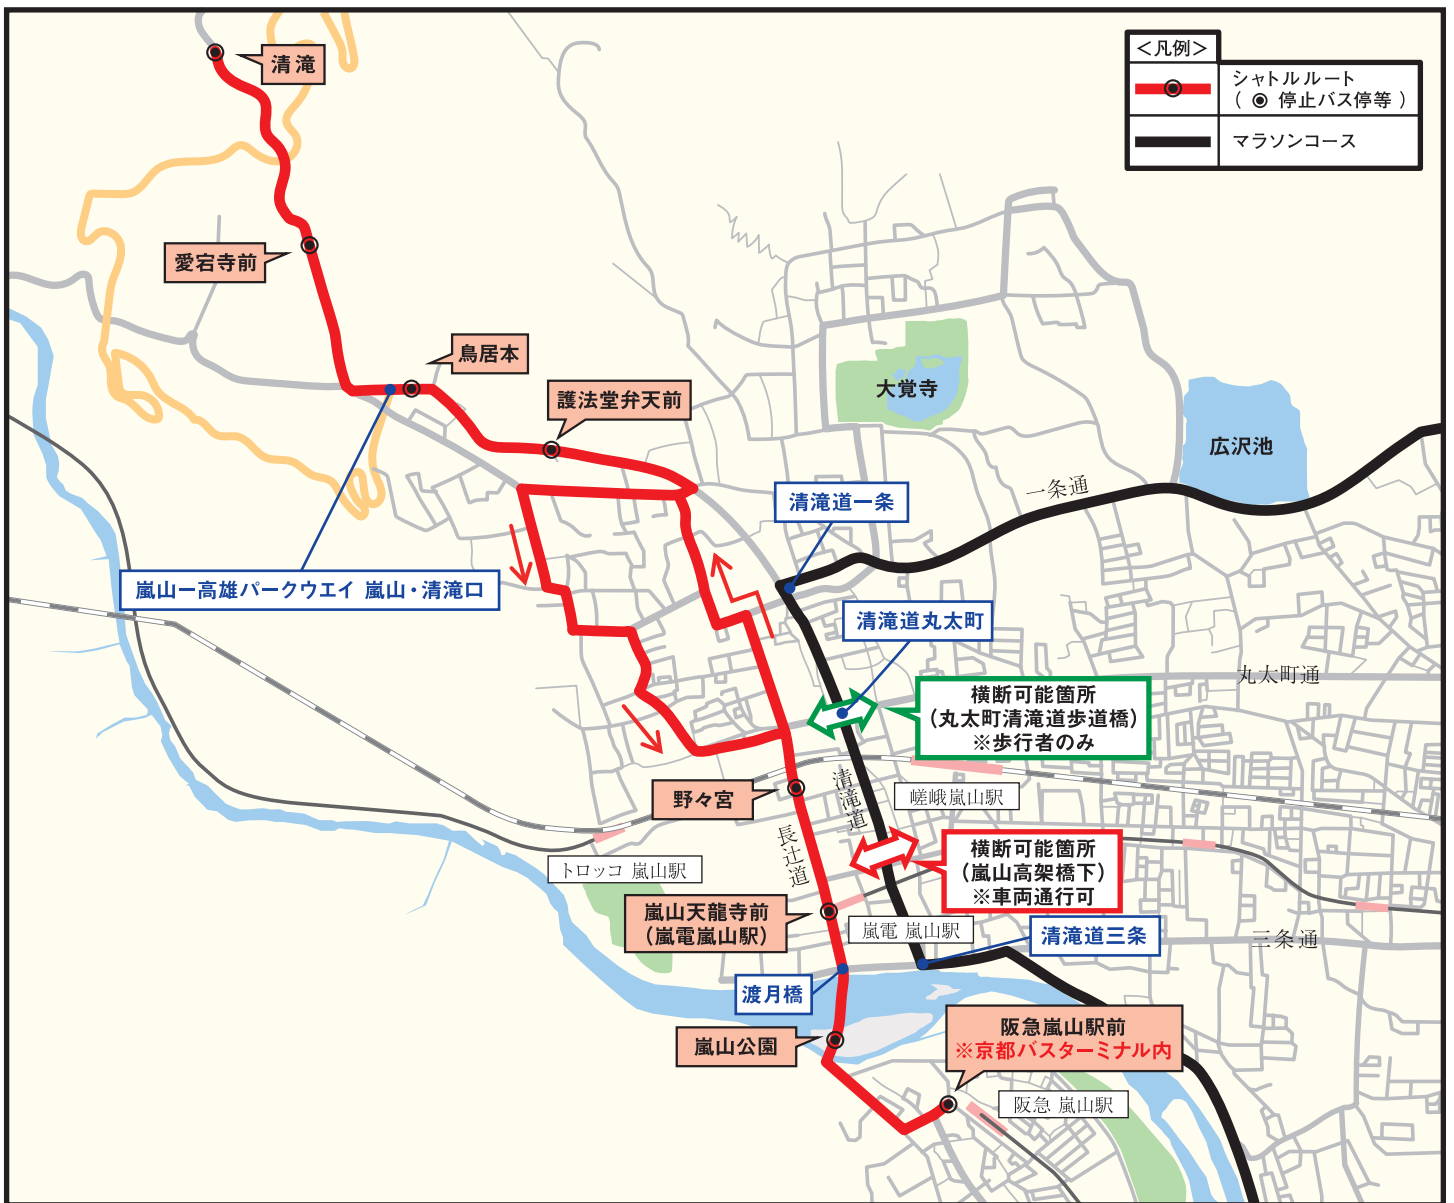 ＜凡例＞
シャトルルート
（ ◉ 停止バス停等 ）
マラソンコース
清滝
愛宕寺前
鳥居本
護法堂弁天前
大覚寺
広沢池
一条通
清滝道一条
嵐山ー高雄パークウエイ 嵐山・清滝口
清滝道丸太町
丸太町通
横断可能箇所
（丸太町清滝道歩道橋）
※歩行者のみ
野々宮
清滝道
嵯峨嵐山駅
長辻道
横断可能箇所
（嵐山高架橋下）
※車両通行可
トロッコ 嵐山駅
嵐山天龍寺前
（嵐電嵐山駅）
嵐電 嵐山駅
清滝道三条
三条通
渡月橋
嵐山公園
阪急嵐山駅前
※京都バスターミナル内
阪急 嵐山駅